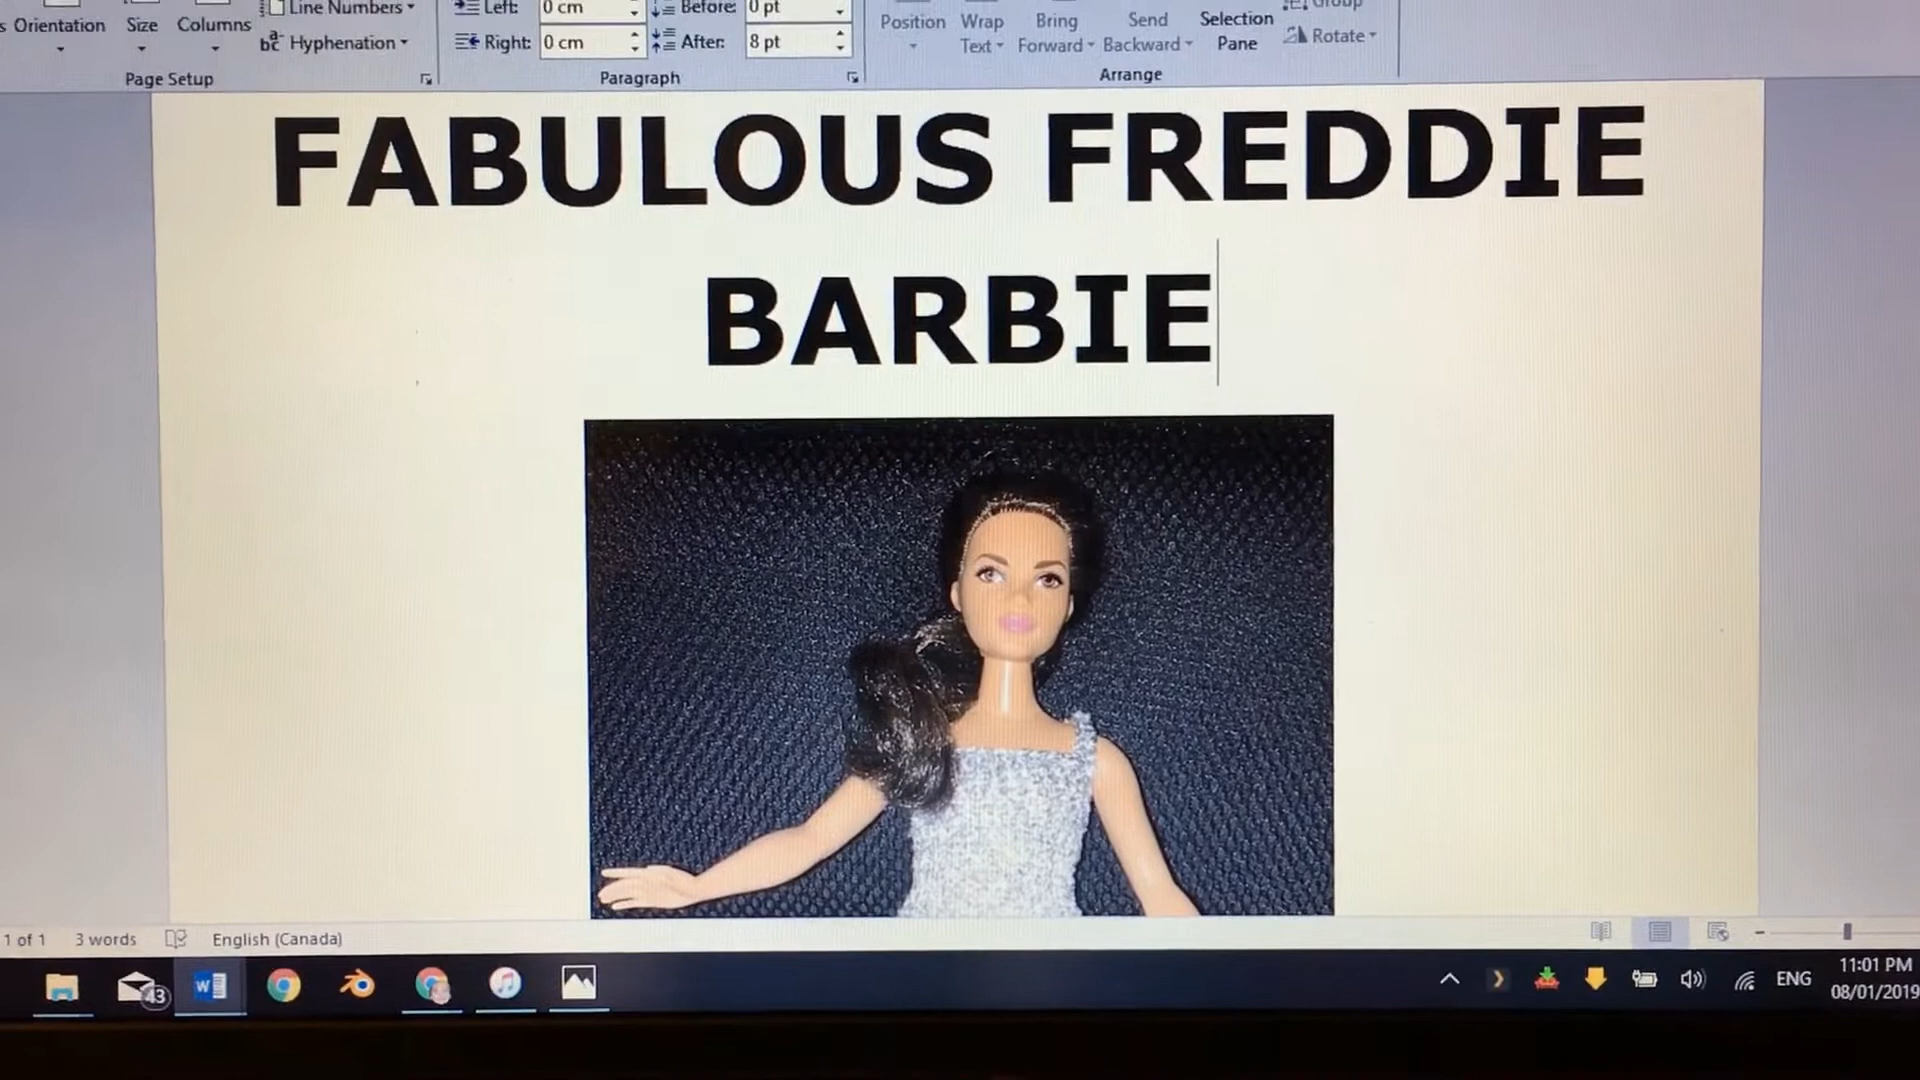 s Orientation
Size
Columns
Line Numbers
Hyphenation
Page Setup
Left: 0 cm
Right: 0 cm
Before: 0 pt
After: 8 pt
Paragraph
Position
Wrap Text
Bring Forward
Send Backward
Selection Pane
Group
Rotate
Arrange
FABULOUS FREDDIE
BARBIE
1 of 1
3 words
English (Canada)
43
ENG
11:01 PM
08/01/2019